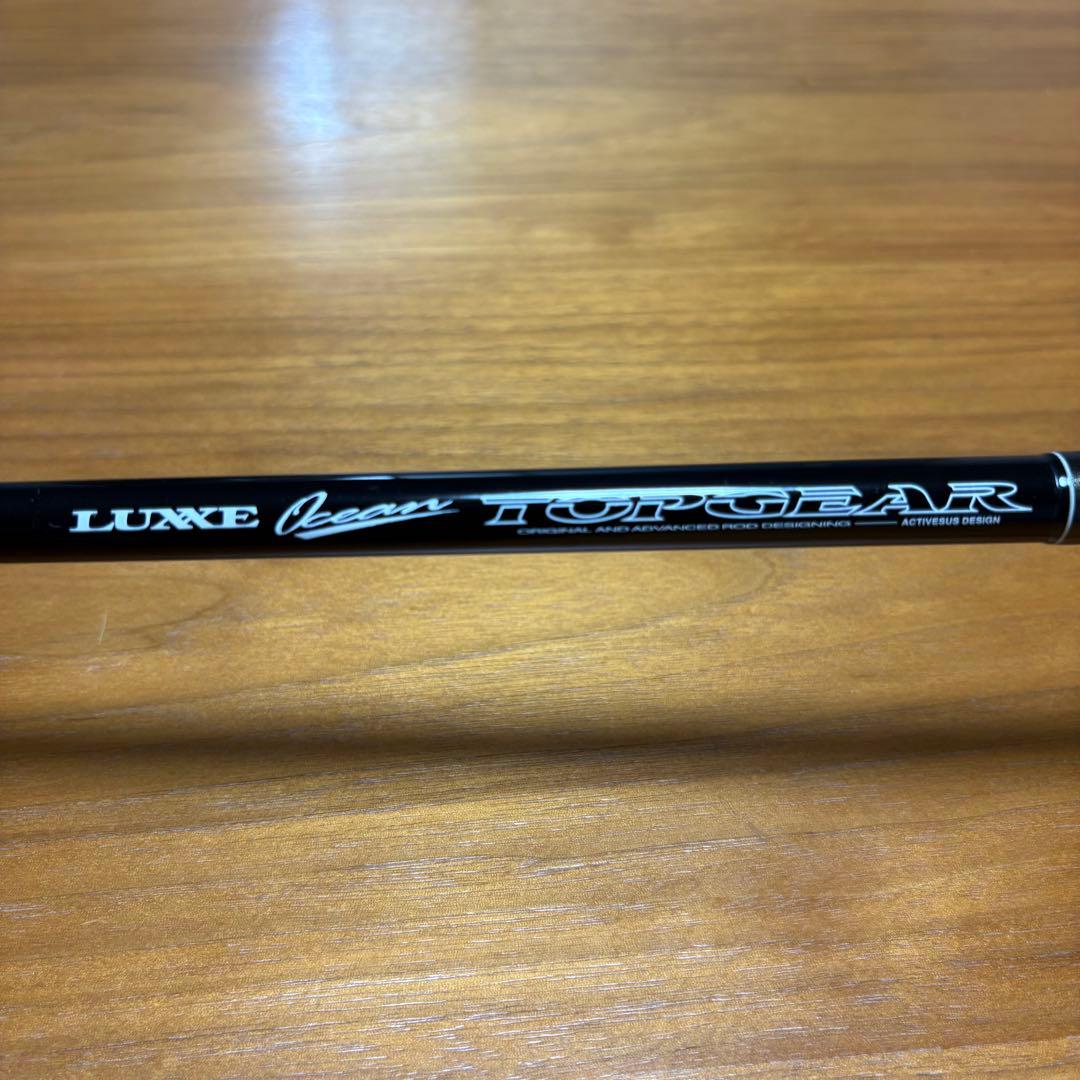 LUXXE Ocean TOPGEAR
ORIGINAL AND ADVANCED ROD DESIGNING ACTIVESUS DESIGN